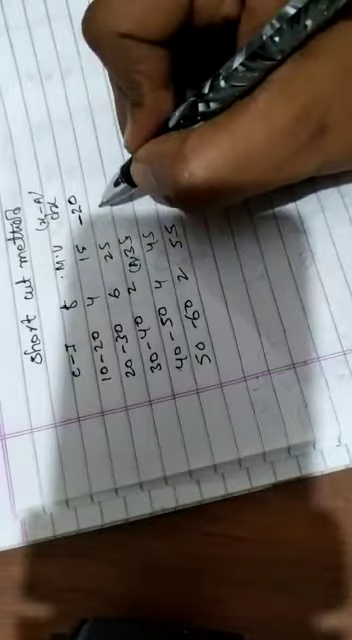 Short cut method
C-I f M.V (x-A) dx
10-20 4 15 -20
20-30 6 25
30-40 2 (A)35
40-50 4 45
50-60 2 55